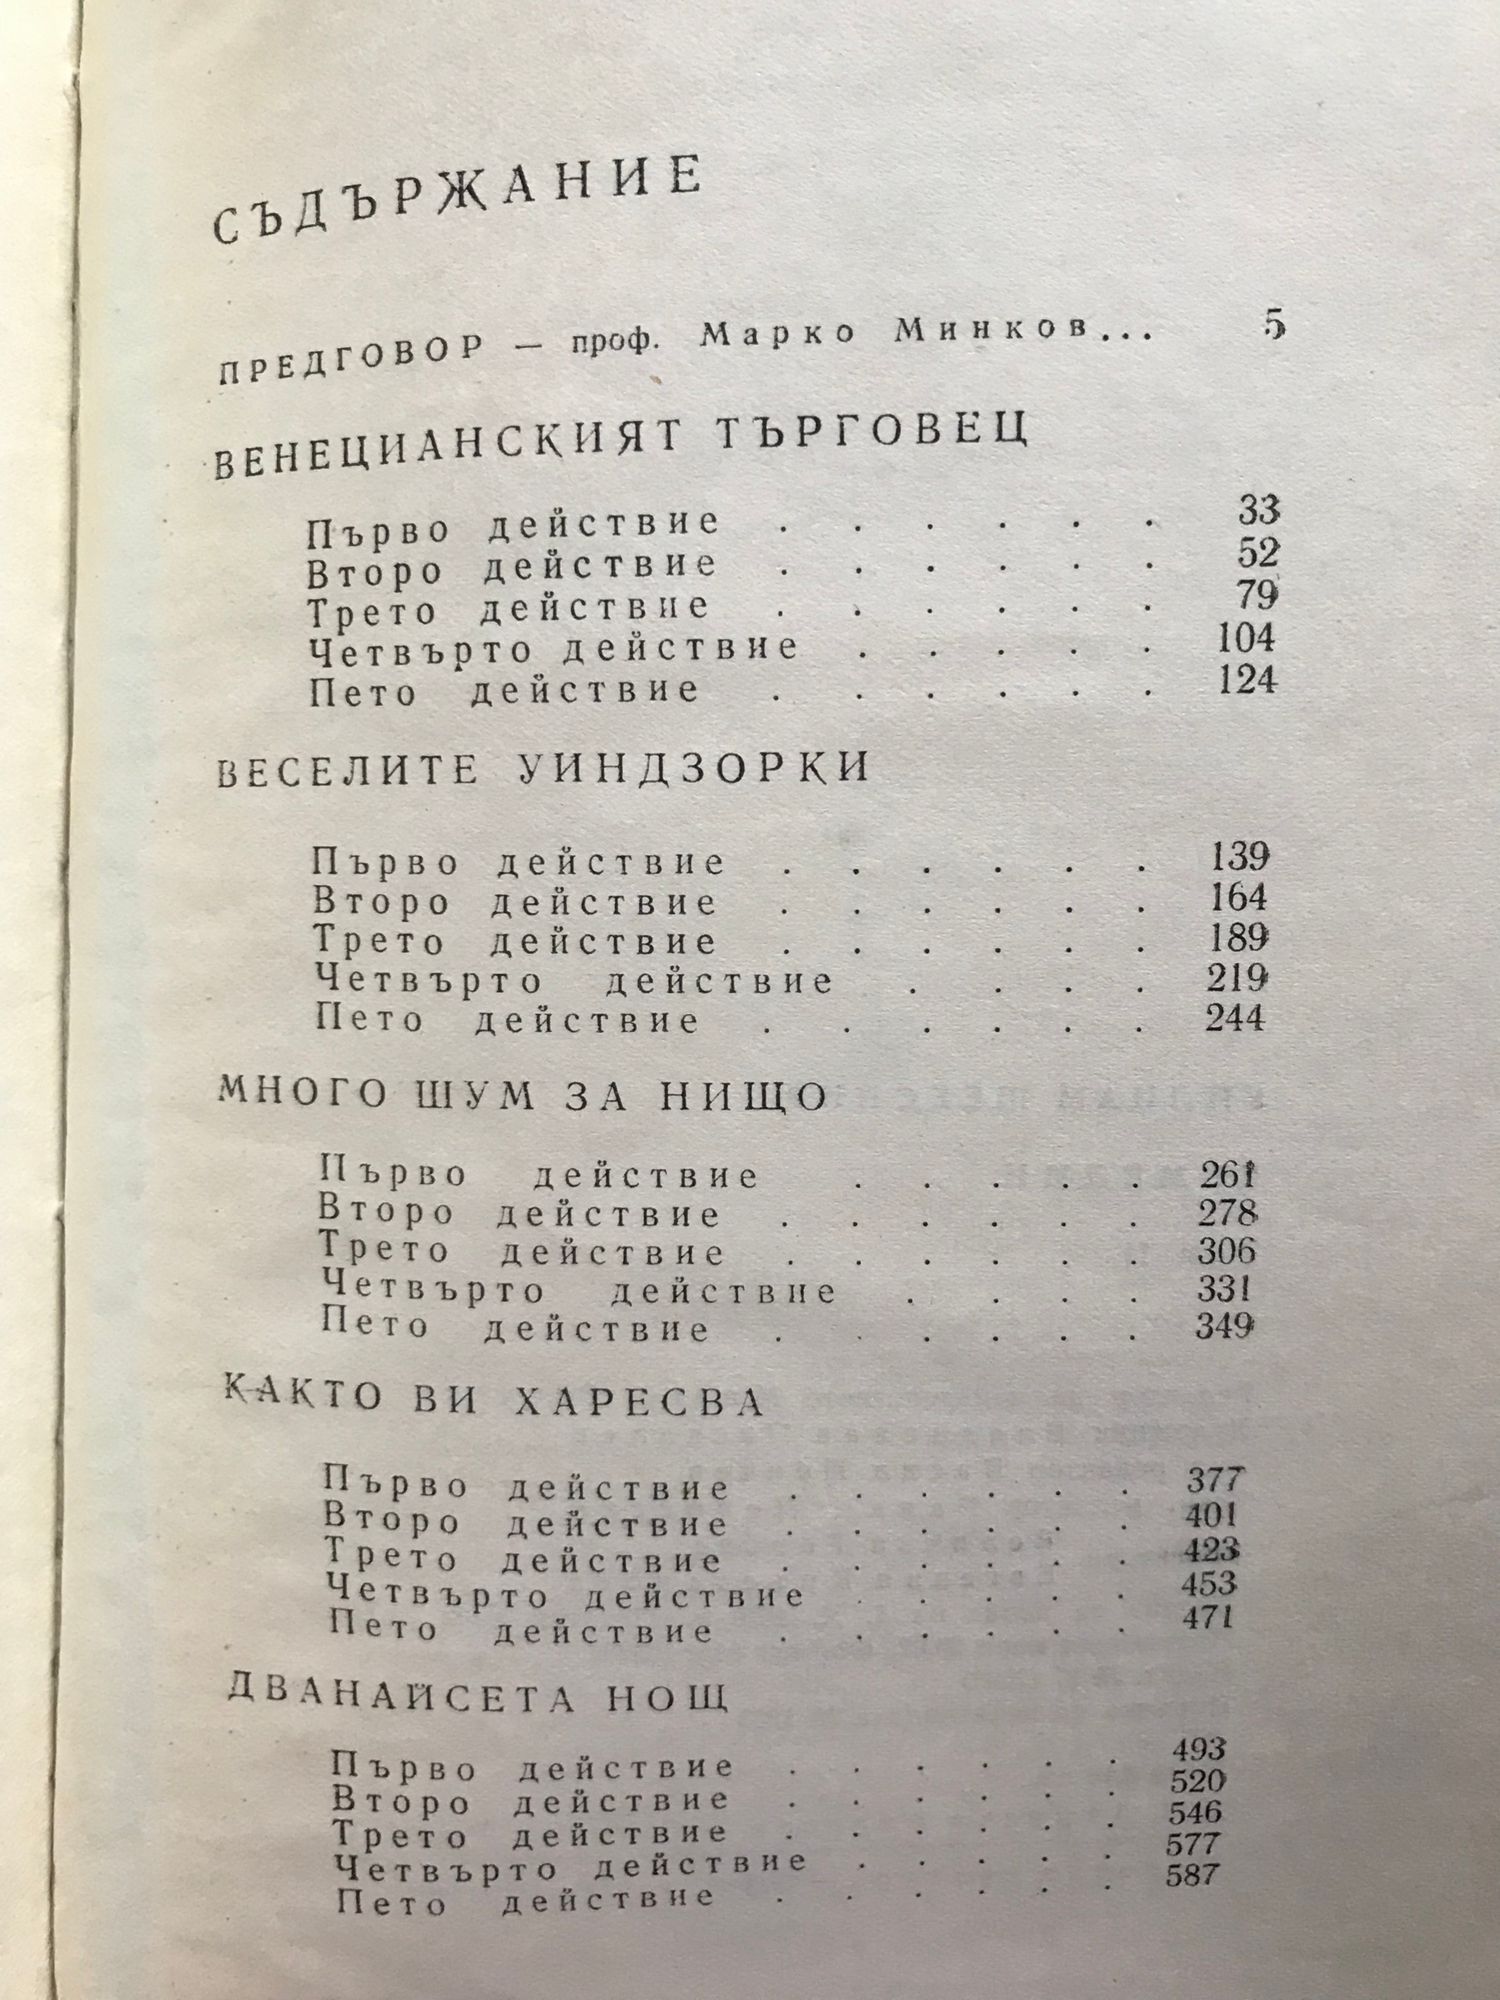 СЪДЪРЖАНИЕ
ПРЕДГОВОР — проф. Марко Минков... 5
ВЕНЕЦИАНСКИЯТ ТЪРГОВЕЦ
Първо действие . . . . . . 33
Второ действие . . . . . . 52
Трето действие . . . . . . 79
Четвърто действие . . . . . 104
Пето действие . . . . . . 124
ВЕСЕЛИТЕ УИНДЗОРКИ
Първо действие . . . . . . 139
Второ действие . . . . . . 164
Трето действие . . . . . . 189
Четвърто действие . . . . 219
Пето действие . . . . . . 244
МНОГО ШУМ ЗА НИЩО
Първо действие . . . . . 261
Второ действие . . . . . . 278
Трето действие . . . . . . 306
Четвърто действие . . . . 331
Пето действие . . . . . . 349
КАКТО ВИ ХАРЕСВА
Първо действие . . . . . . 377
Второ действие . . . . . . 401
Трето действие . . . . . . 423
Четвърто действие . . . . . 453
Пето действие . . . . . . 471
ДВАНАЙСЕТА НОЩ
Първо действие . . . . . . 493
Второ действие . . . . . . 520
Трето действие . . . . . . 546
Четвърто действие . . . . . 577
Пето действие . . . . . . 587